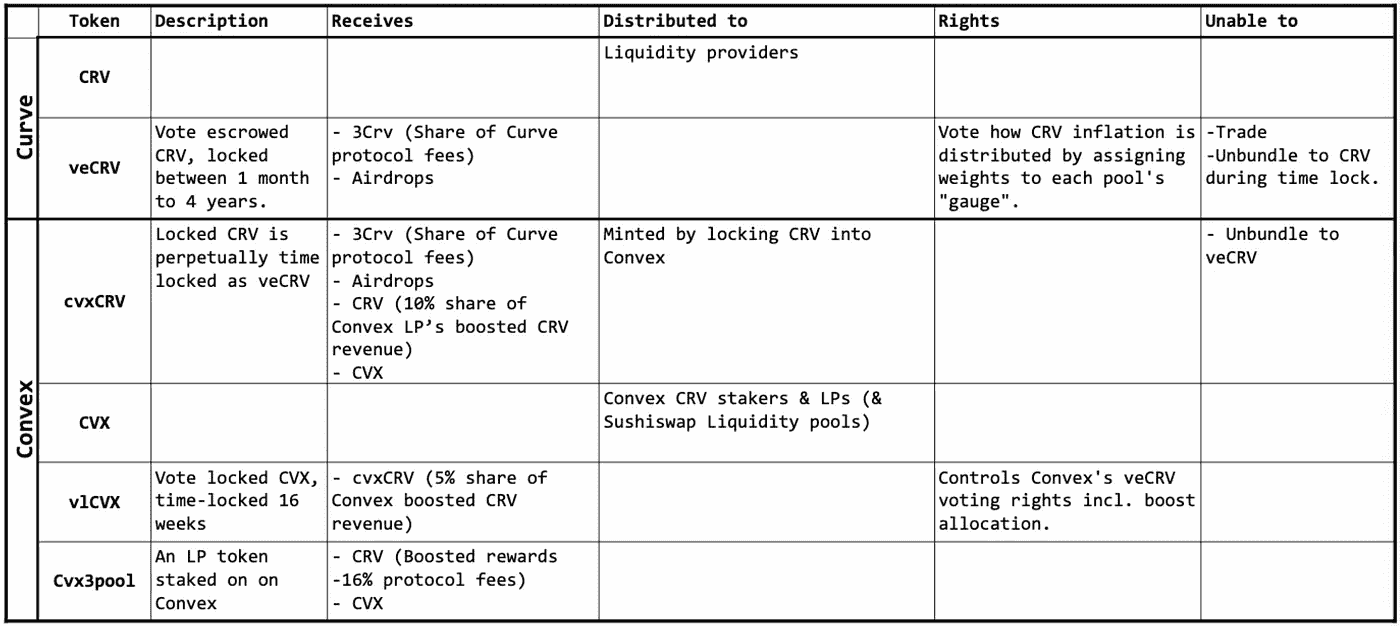 Token Description Receives Distributed to Rights Unable to
Curve
CRV
Liquidity providers
veCRV
Vote escrowed
CRV, locked
between 1 month
to 4 years.
- 3Crv (Share of Curve
protocol fees)
- Airdrops
Vote how CRV inflation is
distributed by assigning
weights to each pool's
"gauge".
-Trade
-Unbundle to CRV
during time lock.
Convex
cvxCRV
Locked CRV is
perpetually time
locked as veCRV
- 3Crv (Share of Curve
protocol fees)
- Airdrops
- CRV (10% share of
Convex LP’s boosted CRV
revenue)
- CVX
Minted by locking CRV into
Convex
- Unbundle to
veCRV
CVX
Convex CRV stakers & LPs (&
Sushiswap Liquidity pools)
vlCVX
Vote locked CVX,
time-locked 16
weeks
- cvxCRV (5% share of
Convex boosted CRV
revenue)
Controls Convex's veCRV
voting rights incl. boost
allocation.
Cvx3pool
An LP token
staked on on
Convex
- CRV (Boosted rewards
-16% protocol fees)
- CVX